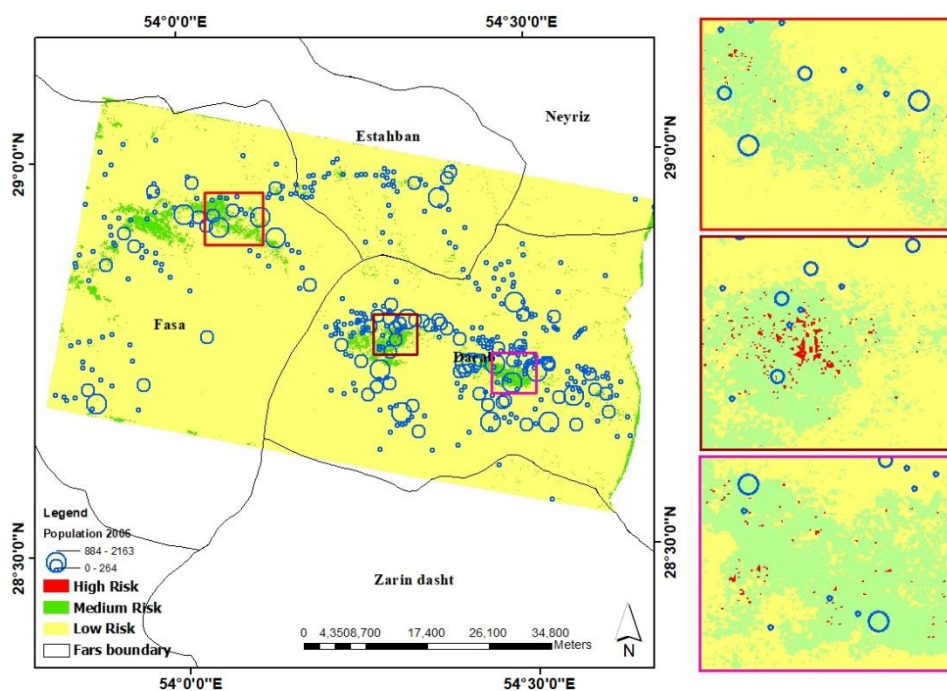 54°0'0"E 54°30'0"E
Neyriz
Estahban
29°0'0"N 29°0'0"N
Fasa
Darab
Legend
Population 2006
884 - 2163
0 - 264
High Risk
Medium Risk
Low Risk
Fars boundary
28°30'0"N 28°30'0"N
Zarin dasht
0 4,3508,700 17,400 26,100 34,800
Meters
N
54°0'0"E 54°30'0"E